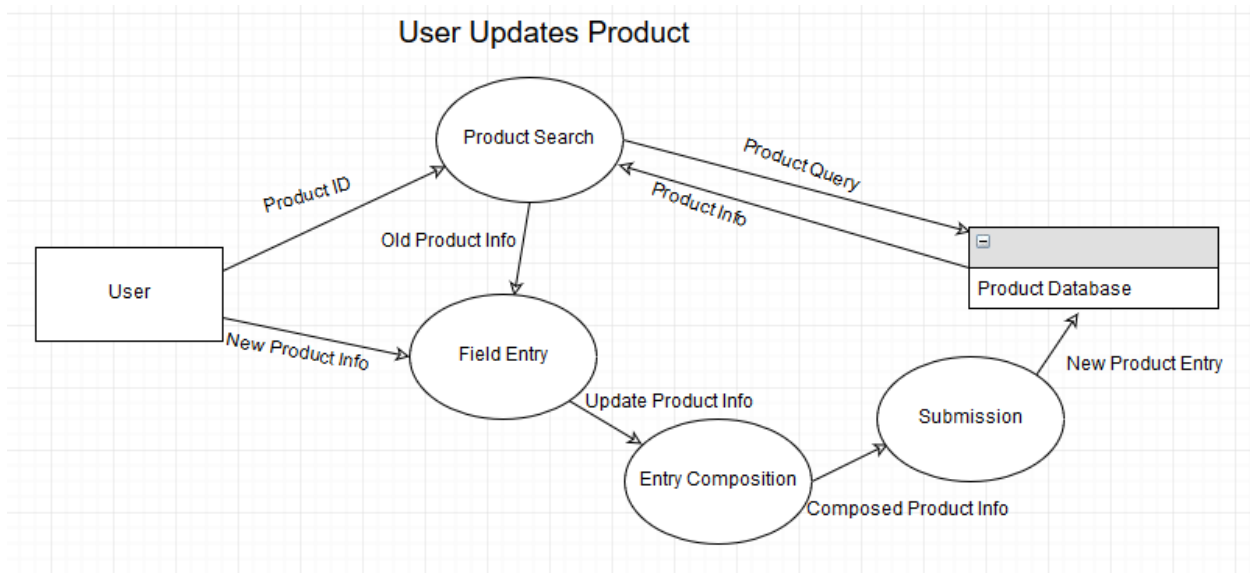 User Updates Product
Product Search
Product Query
Product ID
Product Info
Old Product Info
User
Product Database
New Product Info
Field Entry
New Product Entry
Update Product Info
Submission
Entry Composition
Composed Product Info